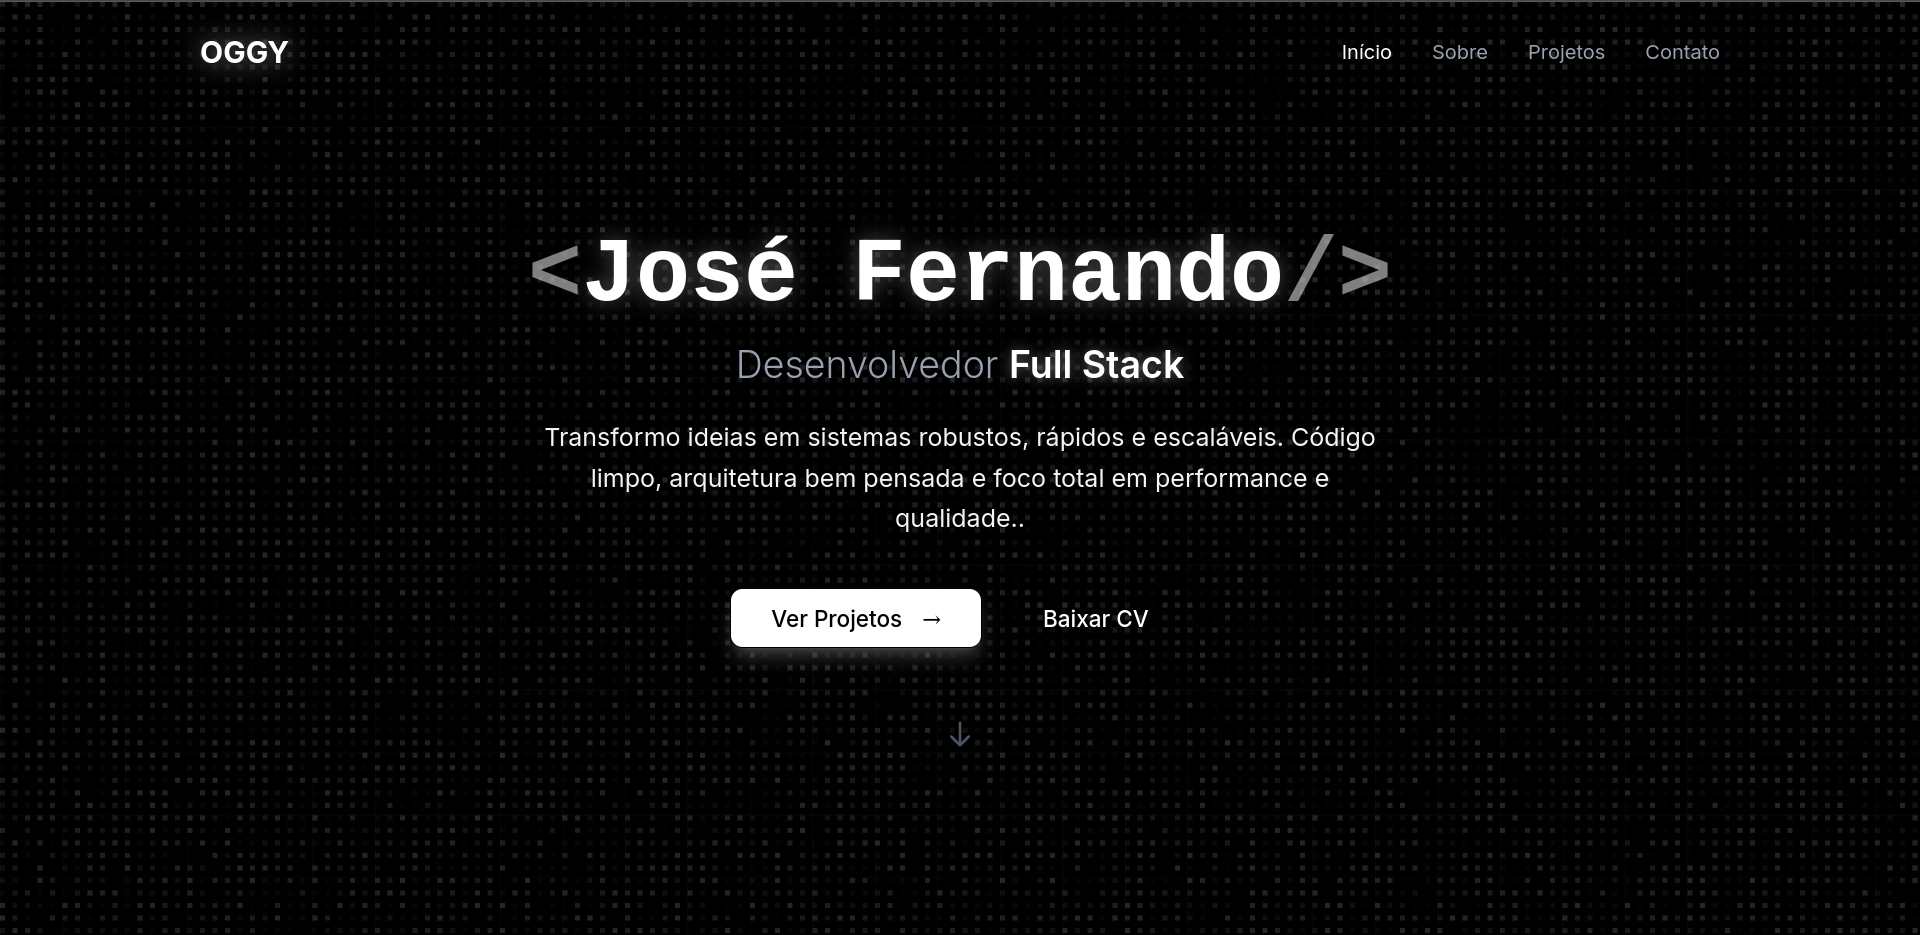 OGGY
Início Sobre Projetos Contato
<José Fernando/>
Desenvolvedor Full Stack
Transformo ideias em sistemas robustos, rápidos e escaláveis. Código
limpo, arquitetura bem pensada e foco total em performance e
qualidade..
Ver Projetos →
Baixar CV
↓